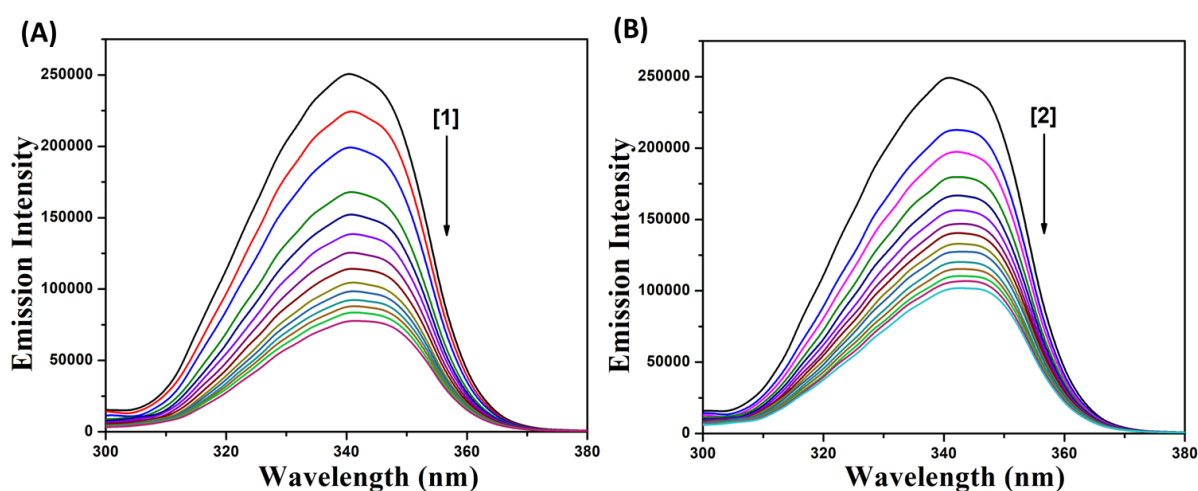 (A)
Emission Intensity
250000
200000
150000
100000
50000
0
[1]
300 320 340 360 380
Wavelength (nm)
(B)
Emission Intensity
250000
200000
150000
100000
50000
0
[2]
300 320 340 360 380
Wavelength (nm)